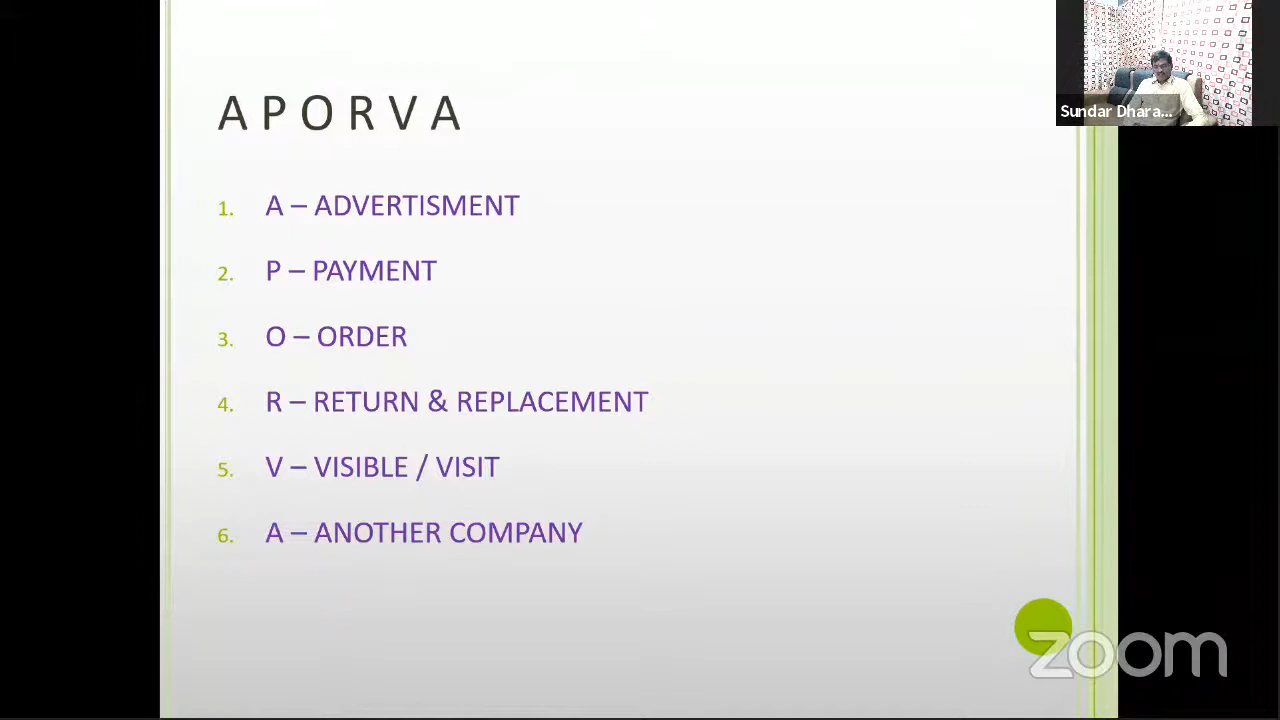 A P O R V A
1. A – ADVERTISMENT
2. P – PAYMENT
3. O – ORDER
4. R – RETURN & REPLACEMENT
5. V – VISIBLE / VISIT
6. A – ANOTHER COMPANY
Sundar Dhara...
zoom